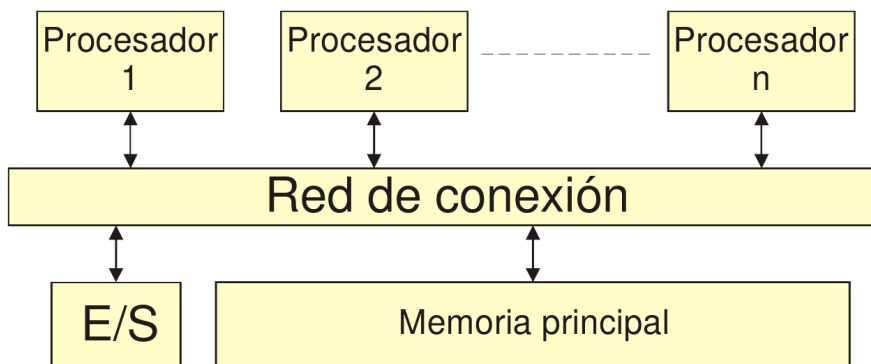 Procesador
1
Procesador
2
Procesador
n
Red de conexión
E/S
Memoria principal